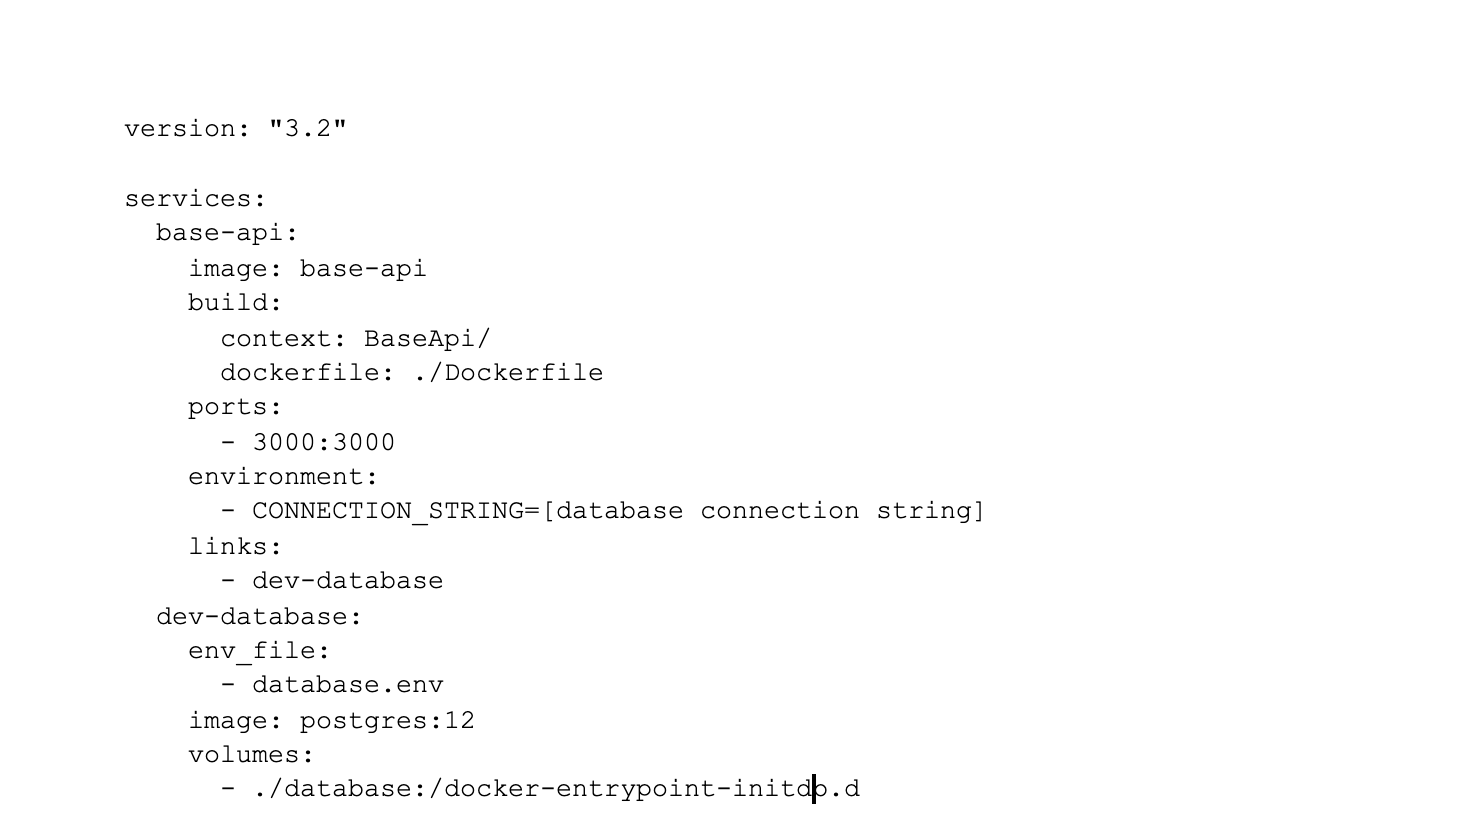 version: "3.2"

services:
  base-api:
    image: base-api
    build:
      context: BaseApi/
      dockerfile: ./Dockerfile
    ports:
      - 3000:3000
    environment:
      - CONNECTION_STRING=[database connection string]
    links:
      - dev-database
  dev-database:
    env_file:
      - database.env
    image: postgres:12
    volumes:
      - ./database:/docker-entrypoint-initdb.d